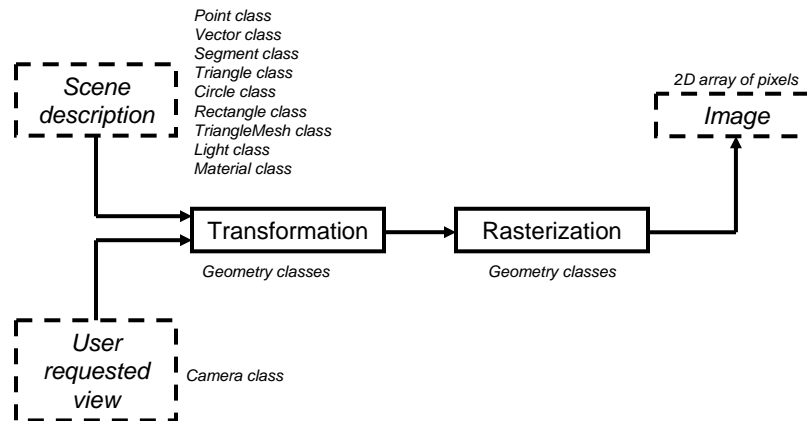 Point class
Vector class
Segment class
Triangle class
Circle class
Rectangle class
TriangleMesh class
Light class
Material class
Scene
description
2D array of pixels
Image
Transformation
Rasterization
Geometry classes
Geometry classes
User
requested
view
Camera class